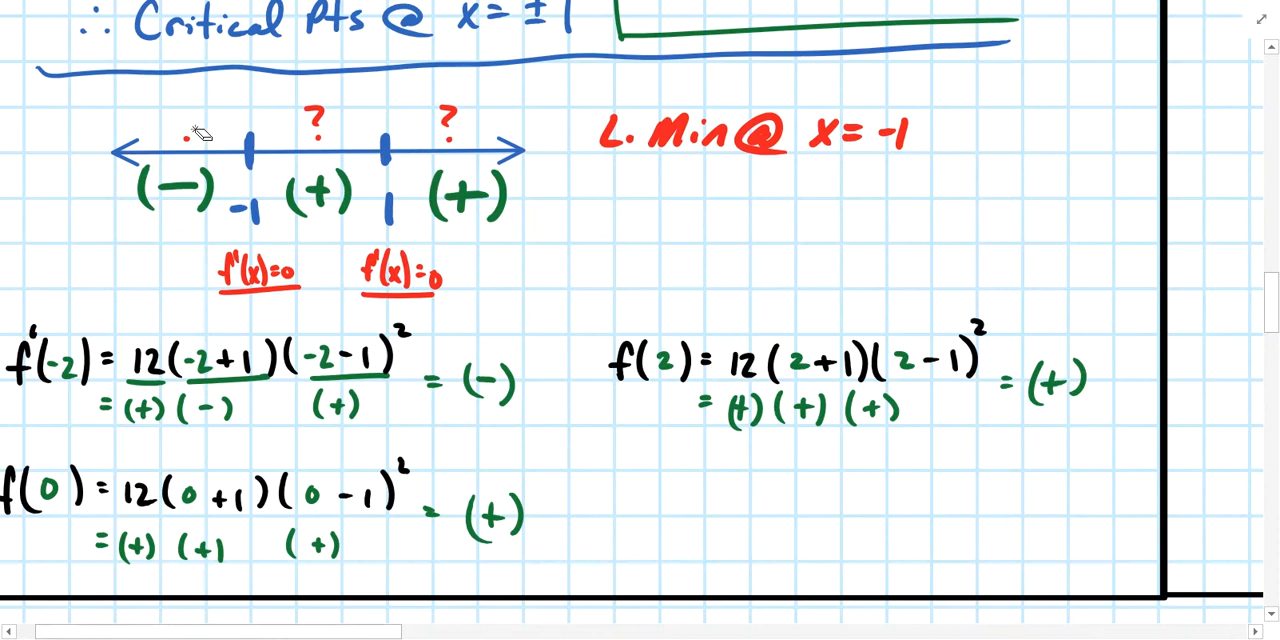 ∴ Critical Pts @ x = ± 1
? ?
L. Min @ x = -1
(-) (+) (+)
-1 1
f'(x)=0 f'(x)=0
f'(-2) = 12(-2+1)(-2-1)² = (-)
= (+) (-) (+)
f(2) = 12(2+1)(2-1)² = (+)
= (+) (+) (+)
f(0) = 12(0+1)(0-1)² = (+)
= (+) (+) (+)